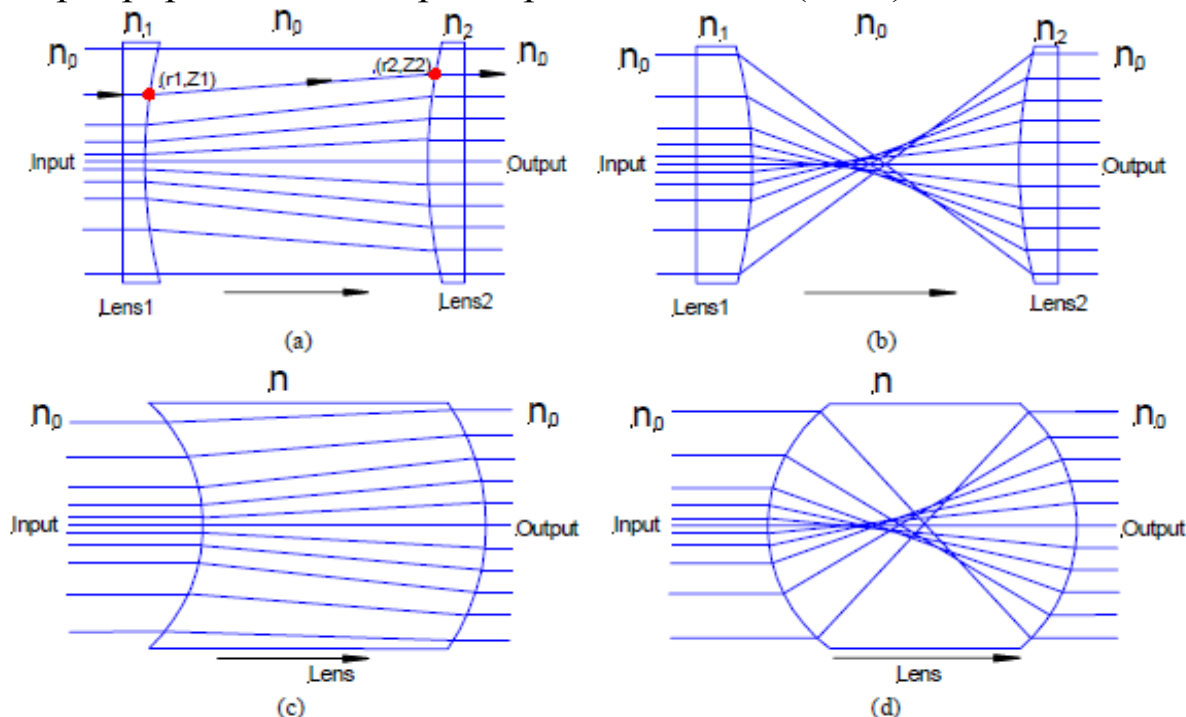 n1 n0 n2
n0 (r1,Z1) (r2,Z2) n0
Input Output
Lens1 Lens2
(a)
n1 n0 n2
n0 n0
Input Output
Lens1 Lens2
(b)
n
n0 n0
Input Output
Lens
(c)
n
n0 n0
Input Output
Lens
(d)